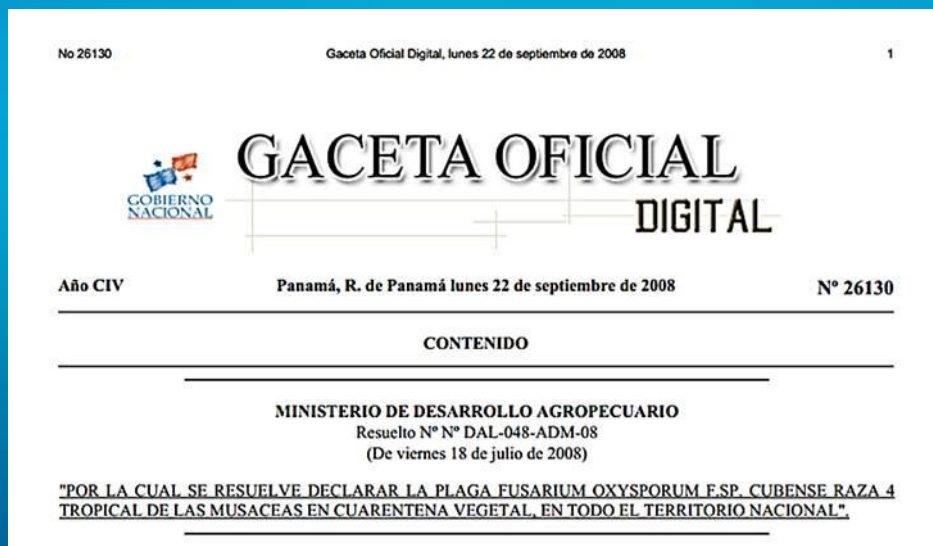 No 26130 Gaceta Oficial Digital, lunes 22 de septiembre de 2008 1
GACETA OFICIAL
DIGITAL
GOBIERNO
NACIONAL
Año CIV Panamá, R. de Panamá lunes 22 de septiembre de 2008 Nº 26130
CONTENIDO
MINISTERIO DE DESARROLLO AGROPECUARIO
Resuelto Nº Nº DAL-048-ADM-08
(De viernes 18 de julio de 2008)
"POR LA CUAL SE RESUELVE DECLARAR LA PLAGA FUSARIUM OXYSPORUM F.SP. CUBENSE RAZA 4
TROPICAL DE LAS MUSACEAS EN CUARENTENA VEGETAL, EN TODO EL TERRITORIO NACIONAL".